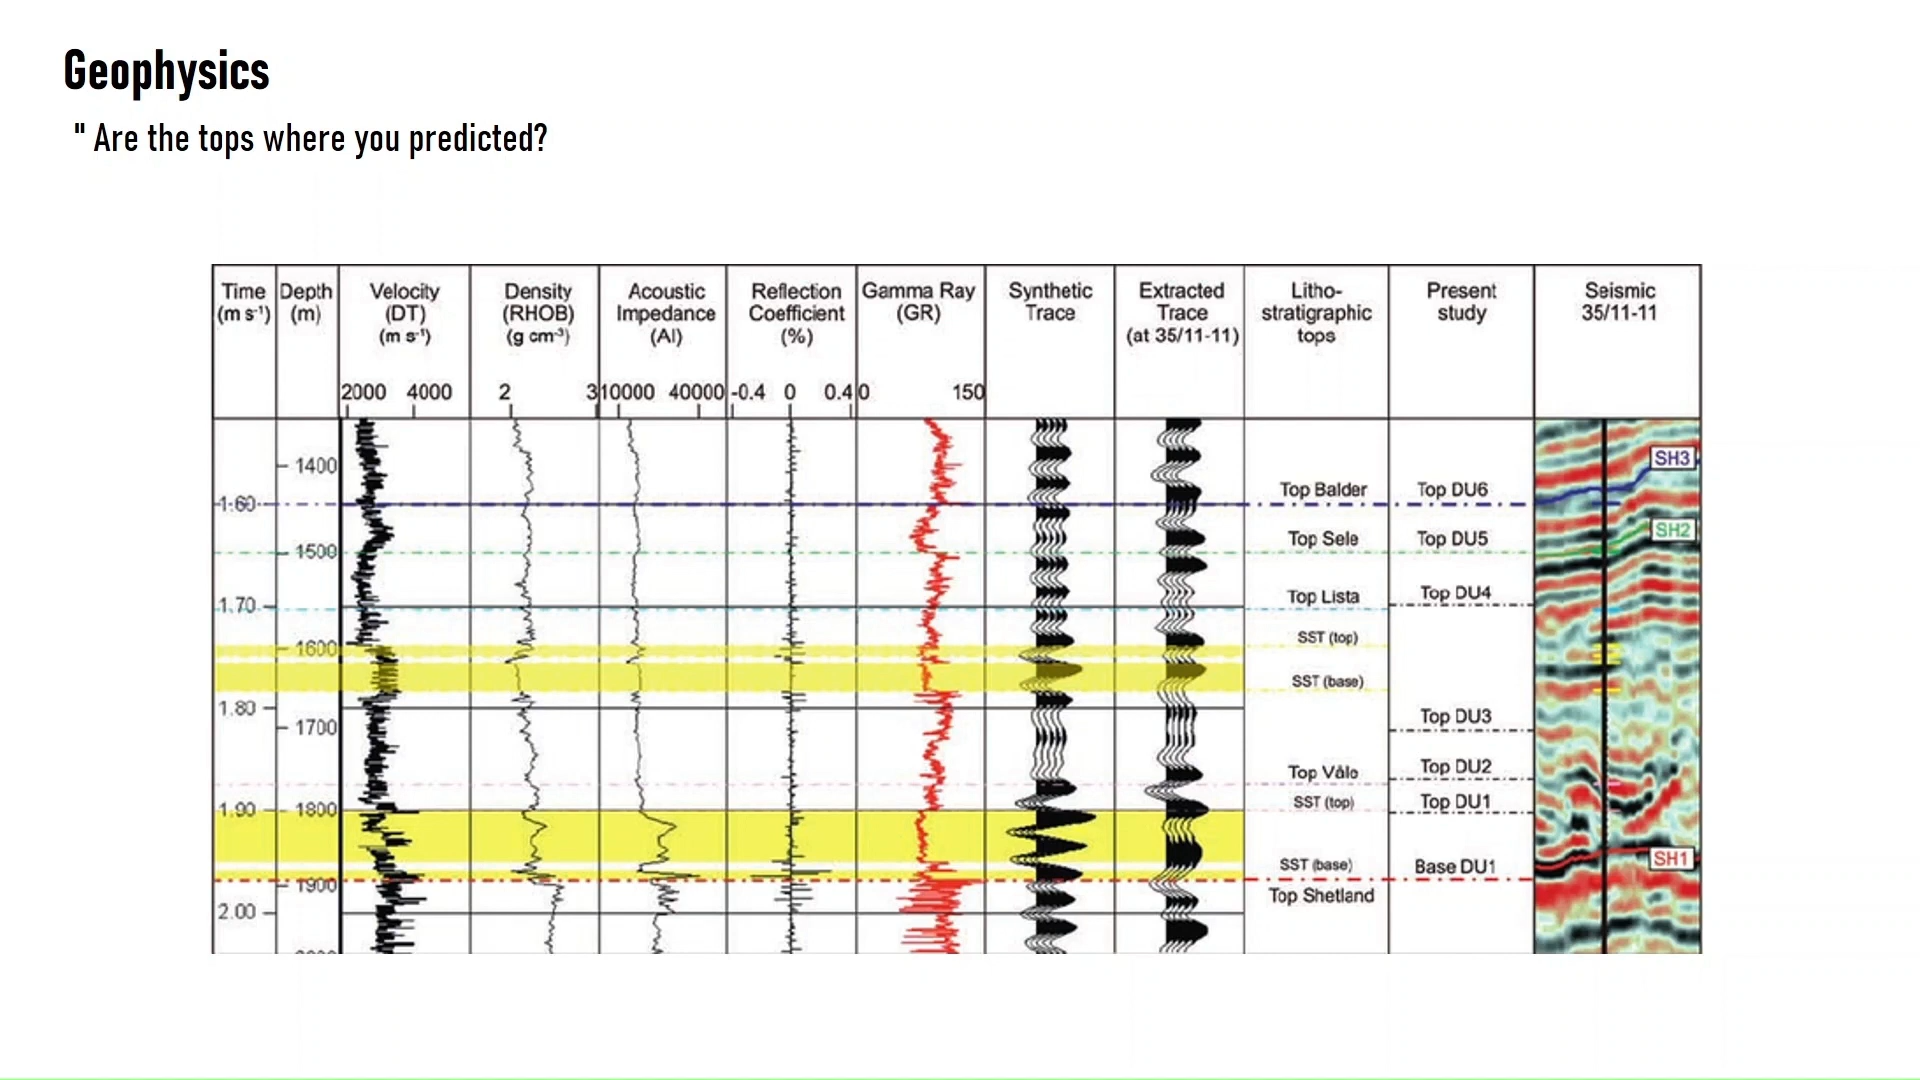 Geophysics
" Are the tops where you predicted?
Time
(m s⁻¹)
Depth
(m)
Velocity
(DT)
(m s⁻¹)
Density
(RHOB)
(g cm⁻³)
Acoustic
Impedance
(AI)
Reflection
Coefficient
(%)
Gamma Ray
(GR)
Synthetic
Trace
Extracted
Trace
(at 35/11-11)
Litho-
stratigraphic
tops
Present
study
Seismic
35/11-11
2000 4000
2 3
10000 40000
-0.4 0 0.4
0 150
1400
SH3
Top Balder Top DU6
1.60
SH2
Top Sele Top DU5
1500
Top Lista Top DU4
1.70
SST (top)
1600
SST (base)
1.80
Top DU3
1700
Top Våle Top DU2
SST (top) Top DU1
1.90 1800
SH1
SST (base) Base DU1
1900
Top Shetland
2.00